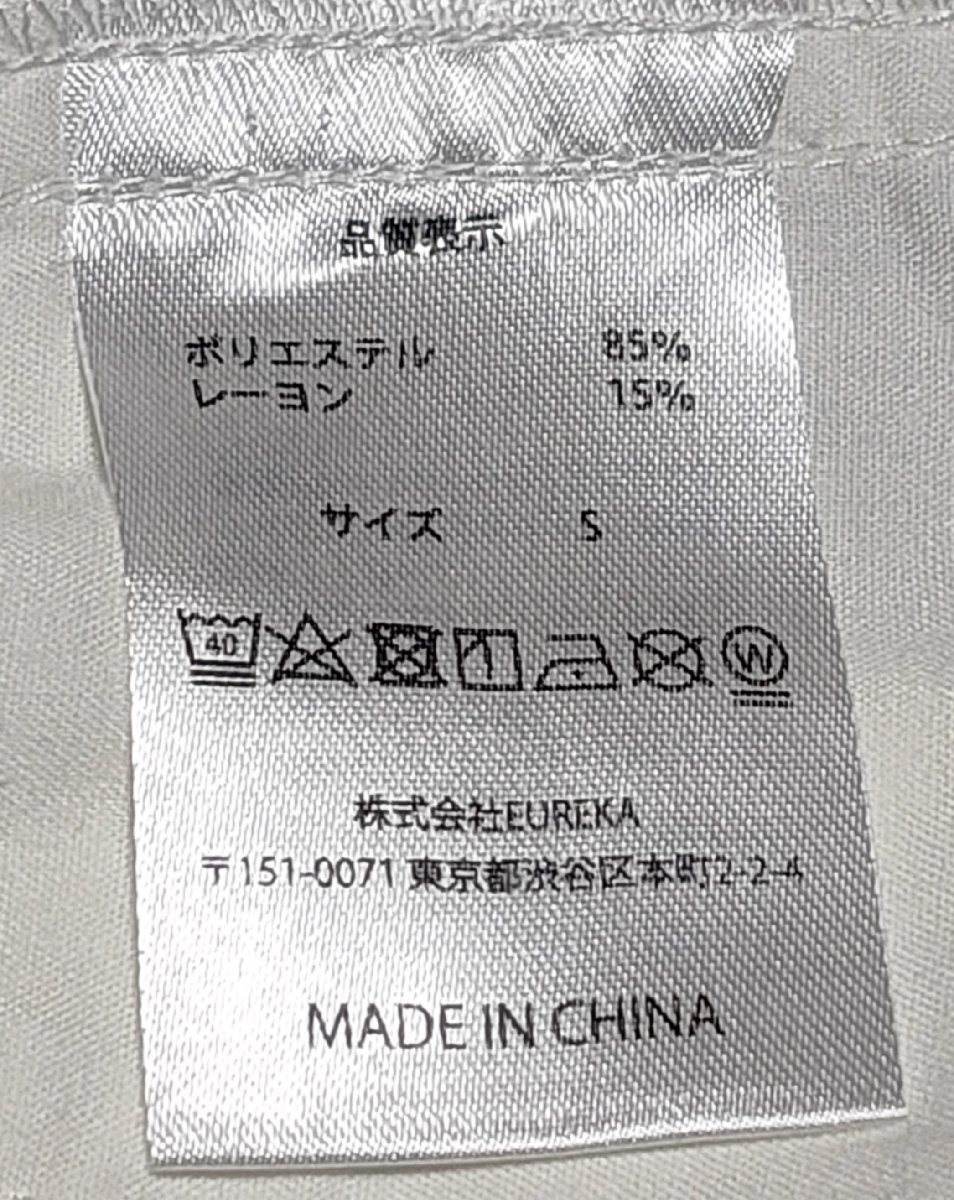 品質表示
ポリエステル 85%
レーヨン 15%
サイズ S
40
W
株式会社EUREKA
〒151-0071 東京都渋谷区本町2-2-4
MADE IN CHINA